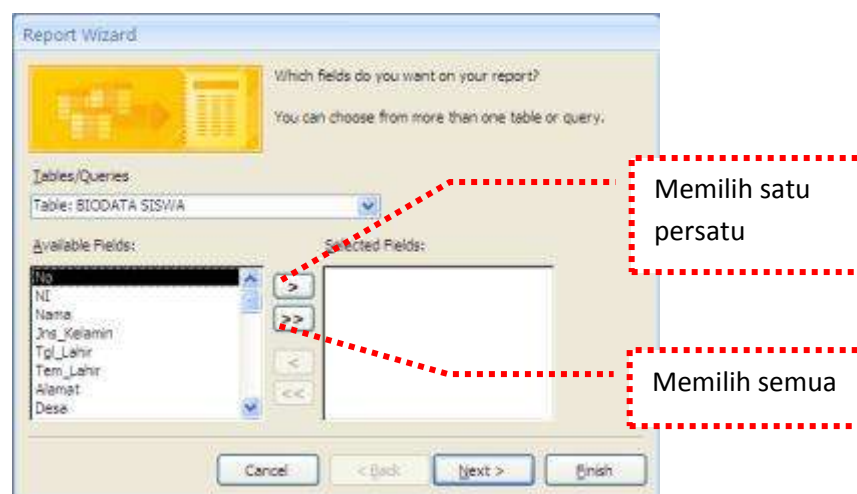 Report Wizard
Which fields do you want on your report?
You can choose from more than one table or query.
Tables/Queries
Table: BIODATA SISWA
Available Fields:
Selected Fields:
No
NI
Nama
Jns_Kelamin
Tgl_Lahir
Tem_Lahir
Alamat
Desa
>
>>
<
<<
Memilih satu
persatu
Memilih semua
Cancel
< Back
Next >
Finish